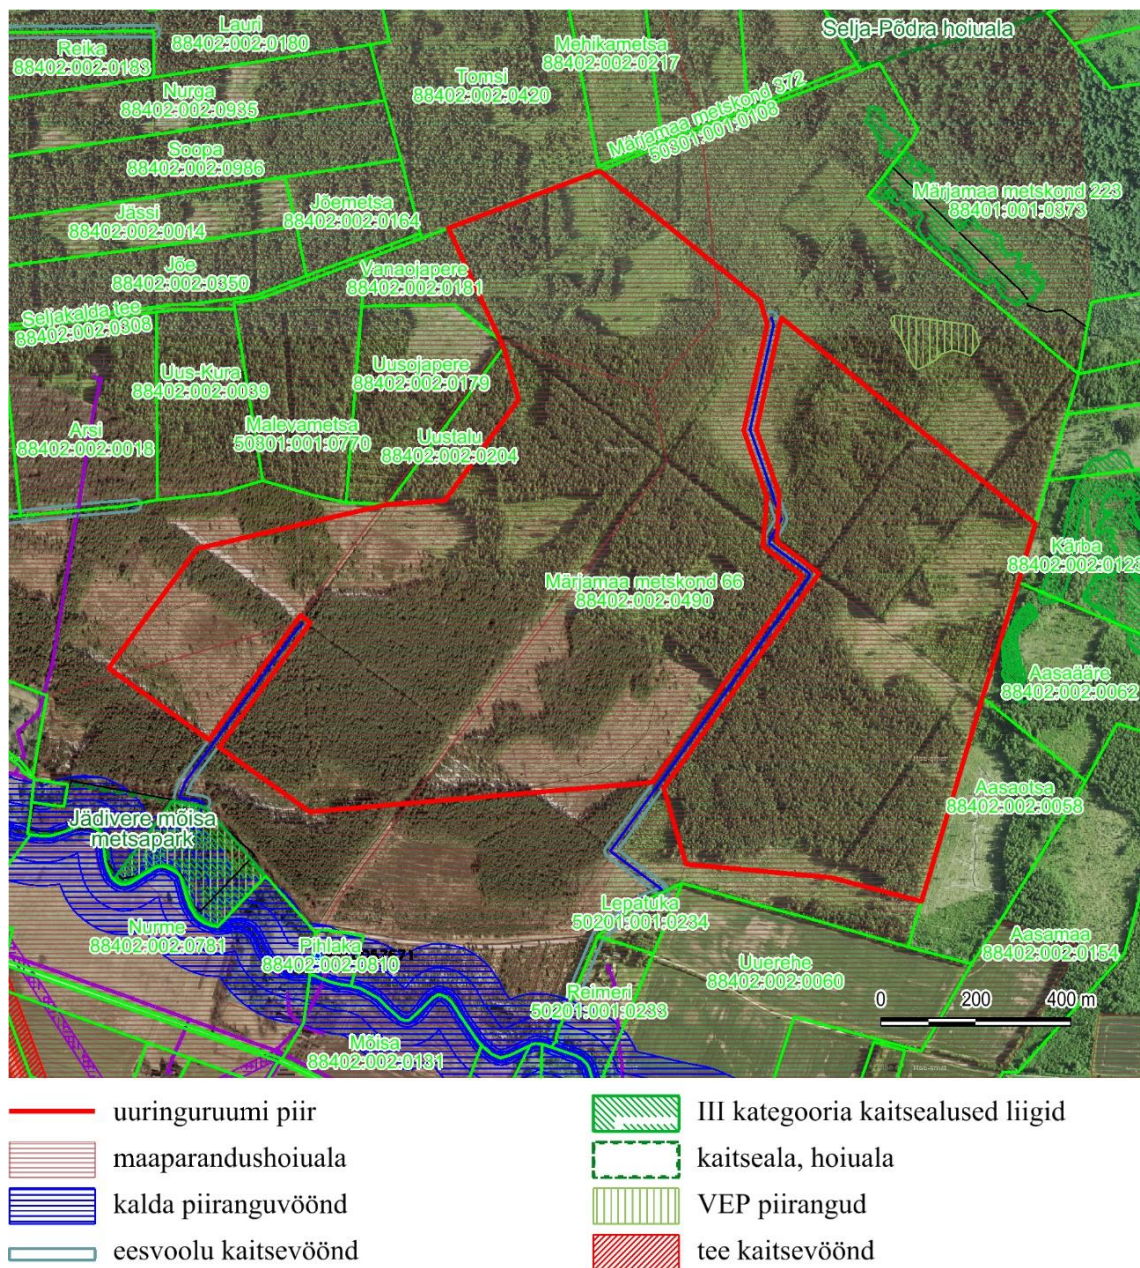 Lauri
88402:002:0180
Reika
88402:002:0183
Mehikametsa
88402:002:0217
Selja-Põdra hoiuala
Tomsi
88402:002:0420
Nurga
88402:002:0935
Märjamaa metskond 372
50301:001:0108
Soopa
88402:002:0986
Märjamaa metskond 223
88401:001:0373
Jässi
88402:002:0014
Jõemetsa
88402:002:0164
Jõe
88402:002:0350
Vanaojapere
88402:002:0181
Seljakalda tee
88402:002:0308
Uus-Kura
88402:002:0039
Uusojapere
88402:002:0179
Arsi
88402:002:0018
Malevametsa
50301:001:0770
Uustalu
88402:002:0204
Kärba
88402:002:0123
Märjamaa metskond 66
88402:002:0490
Aasaääre
88402:002:0062
Aasaotsa
88402:002:0058
Jädivere mõisa
metsapark
Lepatuka
50201:001:0234
Nurme
88402:002:0781
Pihlaka
88402:002:0810
Aasamaa
88402:002:0154
Uuerehe
88402:002:0060
Reimeri
50201:001:0233
0 200 400 m
Mõisa
88402:002:0131
uuringuruumi piir
maaparandushoiuala
kalda piiranguvöönd
eesvoolu kaitsevöönd
III kategooria kaitsealused liigid
kaitseala, hoiuala
VEP piirangud
tee kaitsevöönd